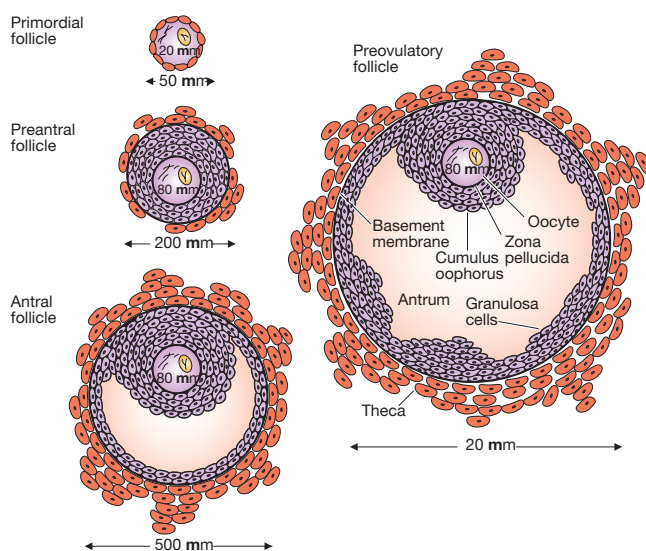 Primordial
follicle
20 mm
50 mm
Preantral
follicle
80 mm
200 mm
Antral
follicle
80 mm
500 mm
Preovulatory
follicle
80 mm
Oocyte
Basement
membrane
Zona
pellucida
Cumulus
oophorus
Antrum
Granulosa
cells
Theca
20 mm